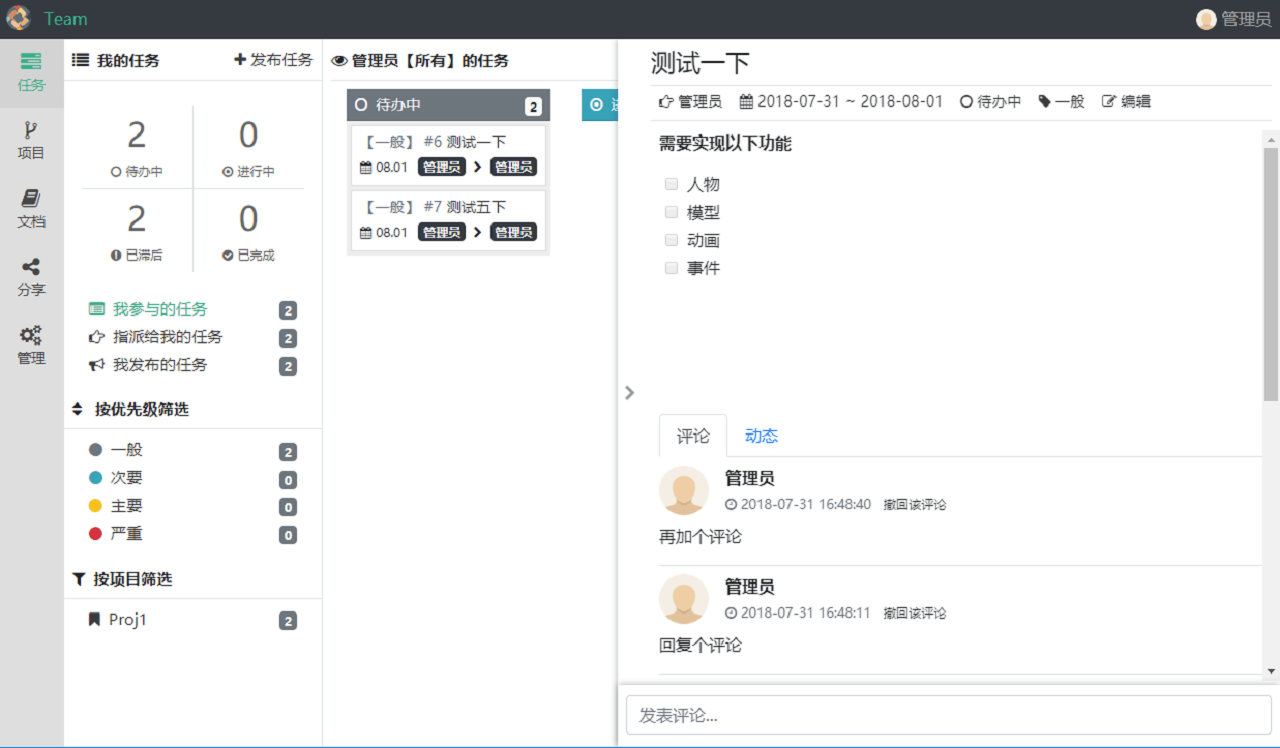 Team
管理员
任务
项目
文档
分享
管理
我的任务
发布任务
2
待办中
0
进行中
2
已滞后
0
已完成
我参与的任务 2
指派给我的任务 2
我发布的任务 2
按优先级筛选
一般 2
次要 0
主要 0
严重 0
按项目筛选
Proj1 2
管理员【所有】的任务
待办中 2
【一般】 #6 测试一下
08.01 管理员 管理员
【一般】 #7 测试五下
08.01 管理员 管理员
测试一下
管理员 2018-07-31 ~ 2018-08-01 待办中 一般 编辑
需要实现以下功能
人物
模型
动画
事件
评论 动态
管理员
2018-07-31 16:48:40 撤回该评论
再加个评论
管理员
2018-07-31 16:48:11 撤回该评论
回复个评论
发表评论...